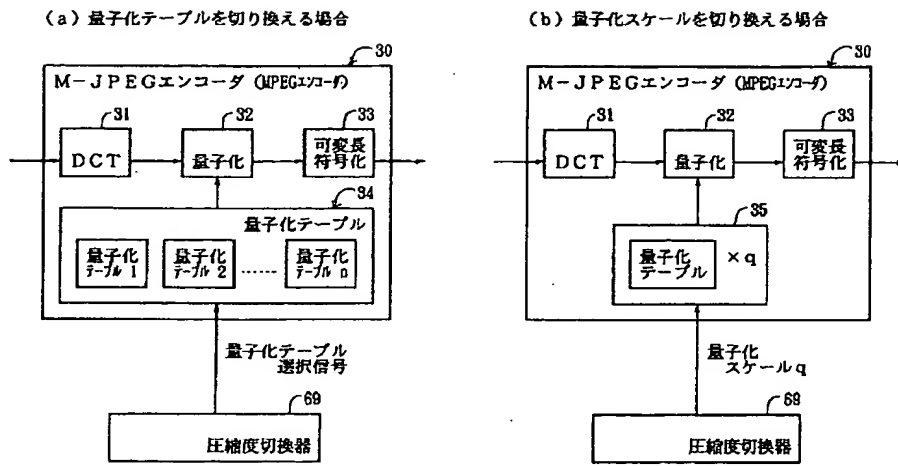 (a) 量子化テーブルを切り換える場合
30
M-JPEGエンコーダ (MPEGエンコーダ)
31
32
33
DCT
量子化
可変長
符号化
34
量子化テーブル
量子化
テーブル 1
量子化
テーブル 2
……
量子化
テーブル n
量子化テーブル
選択信号
69
圧縮度切換器
(b) 量子化スケールを切り換える場合
30
M-JPEGエンコーダ (MPEGエンコーダ)
31
32
33
DCT
量子化
可変長
符号化
35
量子化
テーブル
×q
量子化
スケールq
69
圧縮度切換器